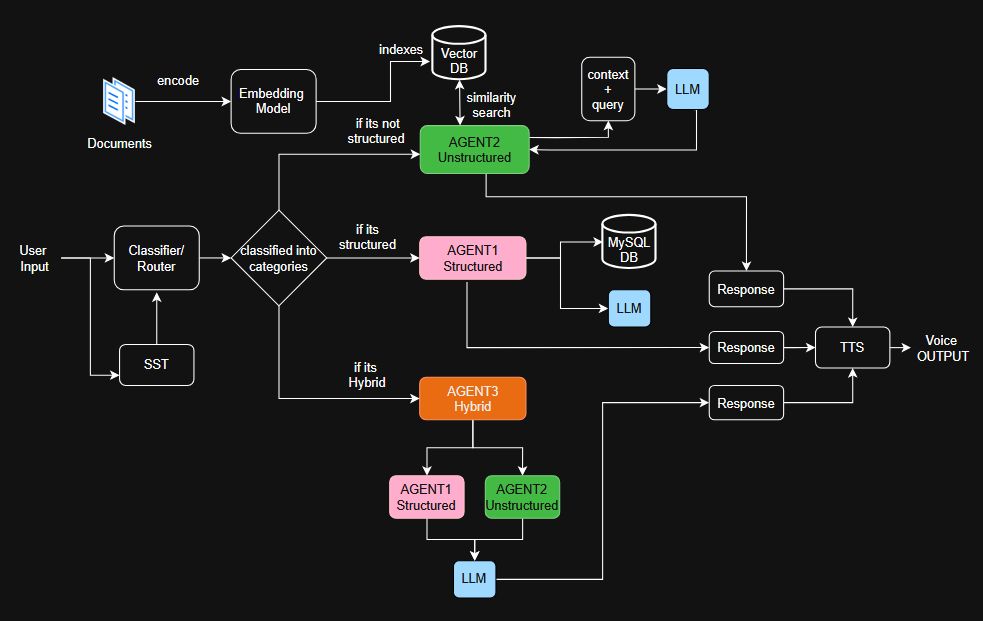 indexes
Vector
DB
encode
Embedding
Model
Documents
similarity
search
context
+
query
LLM
if its not
structured
AGENT2
Unstructured
User
Input
Classifier/
Router
classified into
categories
if its
structured
AGENT1
Structured
MySQL
DB
LLM
SST
if its
Hybrid
AGENT3
Hybrid
AGENT1
Structured
AGENT2
Unstructured
LLM
Response
Response
Response
TTS
Voice
OUTPUT